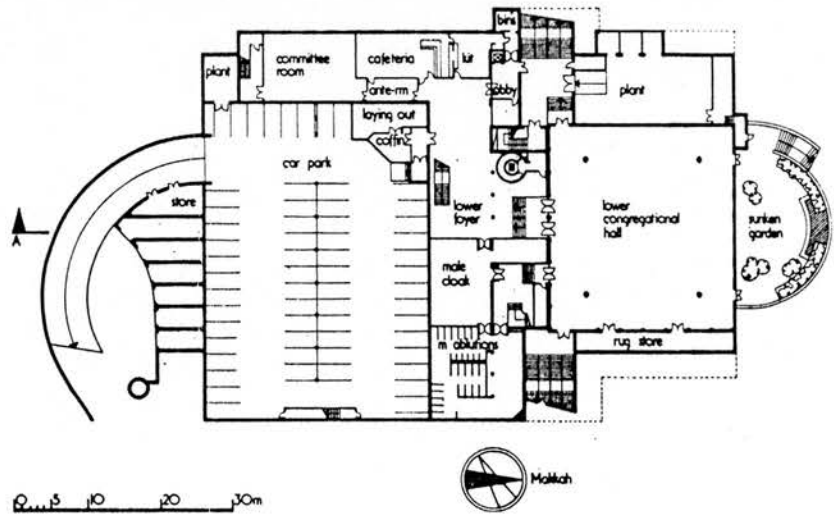 bins
plant
committee
room
cafeteria
kit
ante-rm
lobby
plant
laying out
coffin
car park
store
lower
foyer
lower
congregational
hall
sunken
garden
A
male
cloak
m ablutions
rug store
Makkah
0 5 10 20 30m